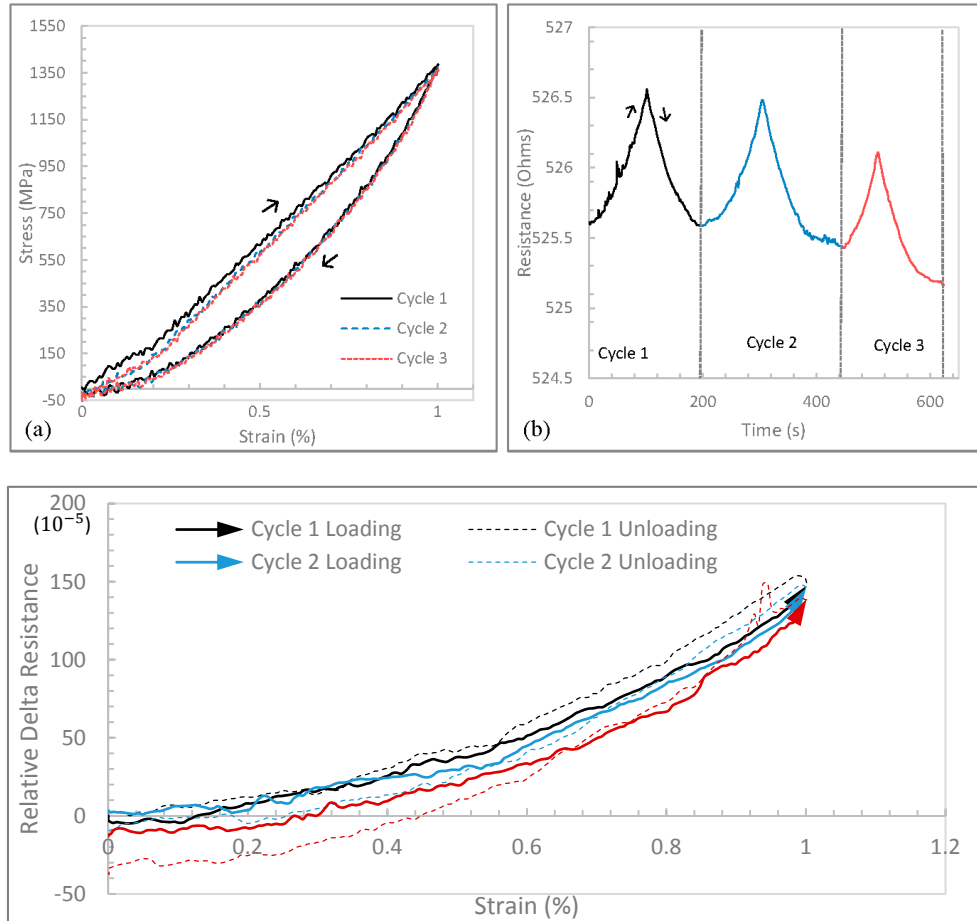 1550
1350
1150
950
750
550
350
150
-50
Stress (MPa)
Cycle 1
Cycle 2
Cycle 3
0
0.5
1
Strain (%)
(a)
527
526.5
526
525.5
525
524.5
Resistance (Ohms)
Cycle 1
Cycle 2
Cycle 3
0
200
400
600
Time (s)
(b)
200
(10⁻⁵)
150
100
50
0
-50
Relative Delta Resistance
Cycle 1 Loading
Cycle 1 Unloading
Cycle 2 Loading
Cycle 2 Unloading
0
0.2
0.4
0.6
0.8
1
1.2
Strain (%)